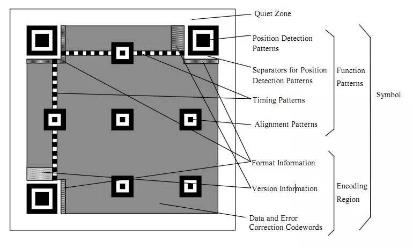 Quiet Zone
Position Detection
Patterns
Separators for Position
Detection Patterns
Function
Patterns
Timing Patterns
Symbol
Alignment Patterns
Format Information
Version Information
Encoding
Region
Data and Error
Correction Codewords